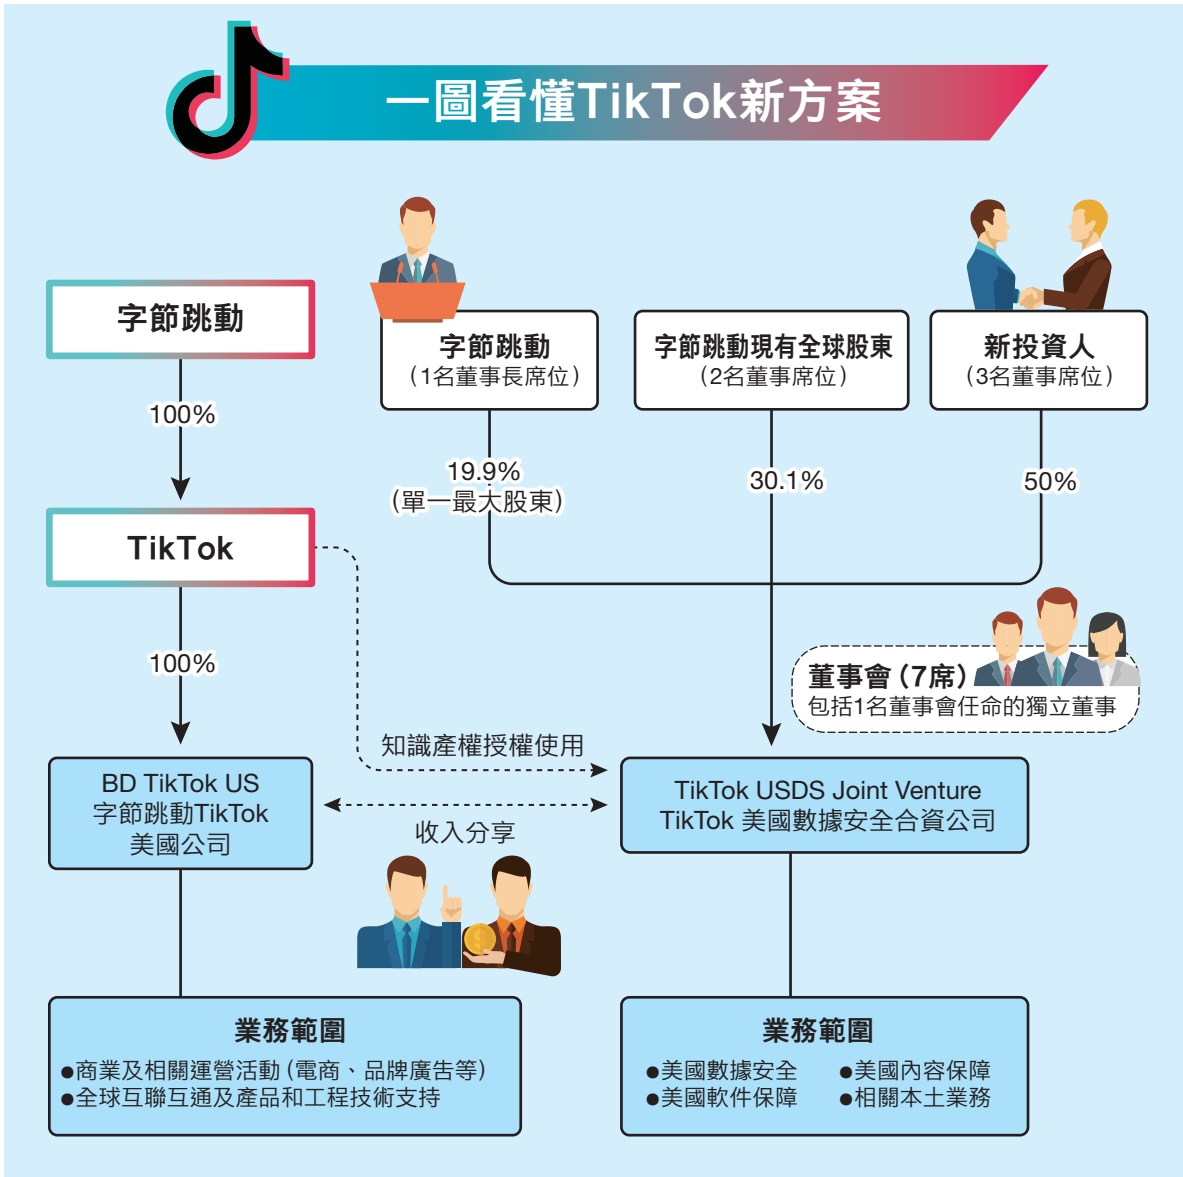 一圖看懂TikTok新方案
字節跳動
100%
TikTok
100%
BD TikTok US
字節跳動TikTok
美國公司
字節跳動
（1名董事長席位）
19.9%
(單一最大股東)
字節跳動現有全球股東
（2名董事席位）
30.1%
新投資人
（3名董事席位）
50%
董事會（7席）
包括1名董事會任命的獨立董事
知識產權授權使用
收入分享
TikTok USDS Joint Venture
TikTok 美國數據安全合資公司
業務範圍
●商業及相關運營活動（電商、品牌廣告等）
●全球互聯互通及產品和工程技術支持
業務範圍
●美國數據安全 ●美國內容保障
●美國軟件保障 ●相關本土業務